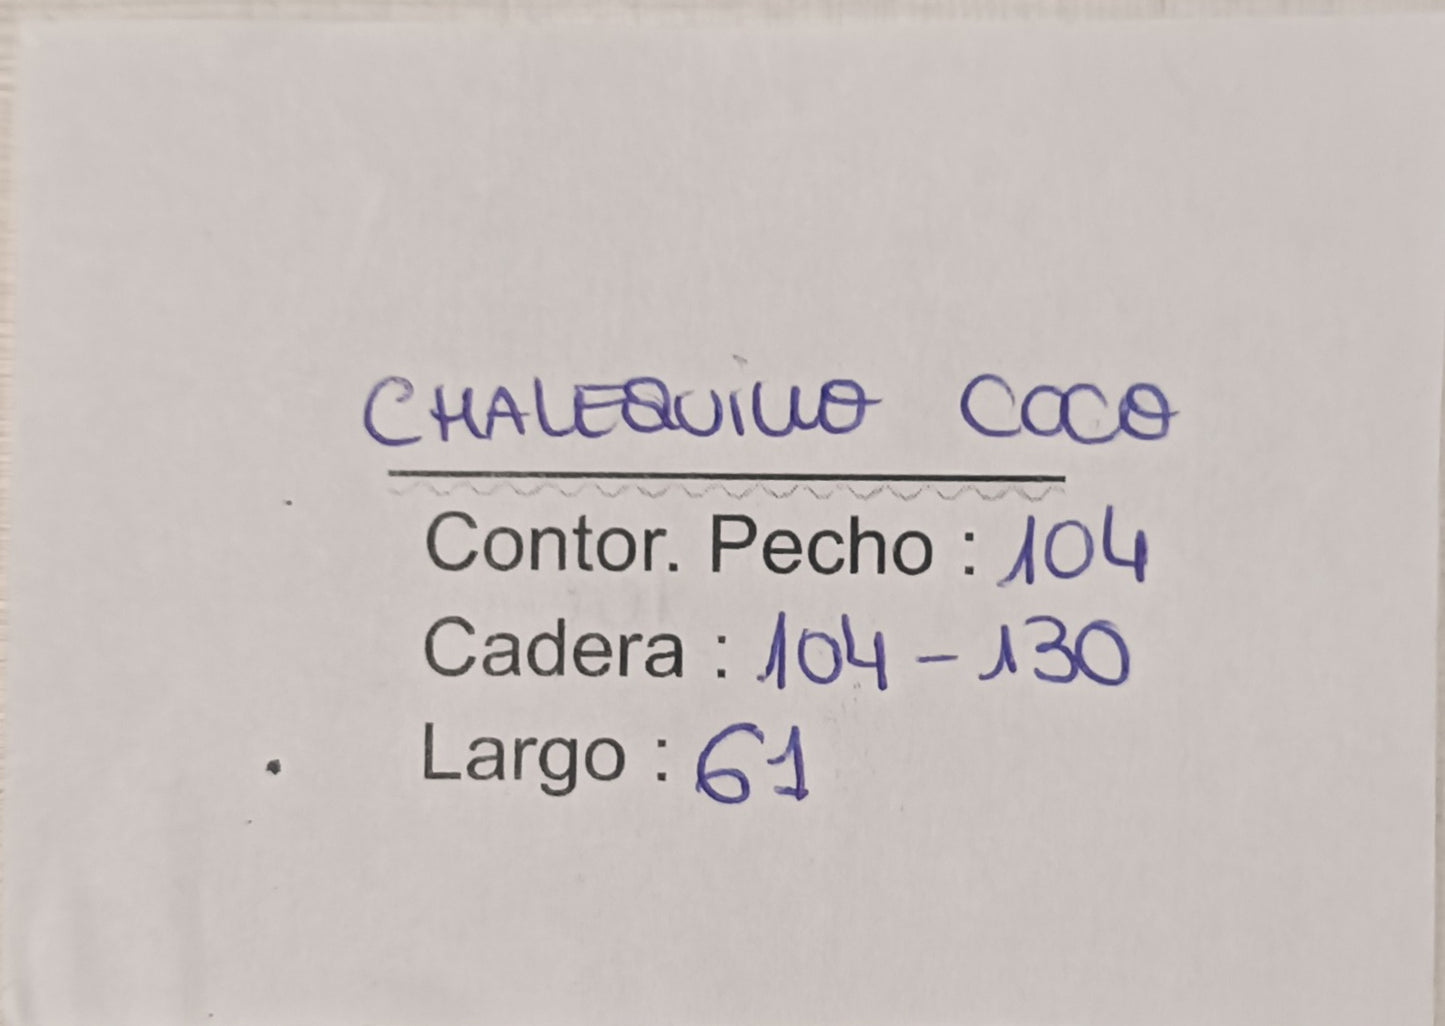 CHALEQUILLO COCO
Contor. Pecho : 104
Cadera : 104 - 130
Largo : 61